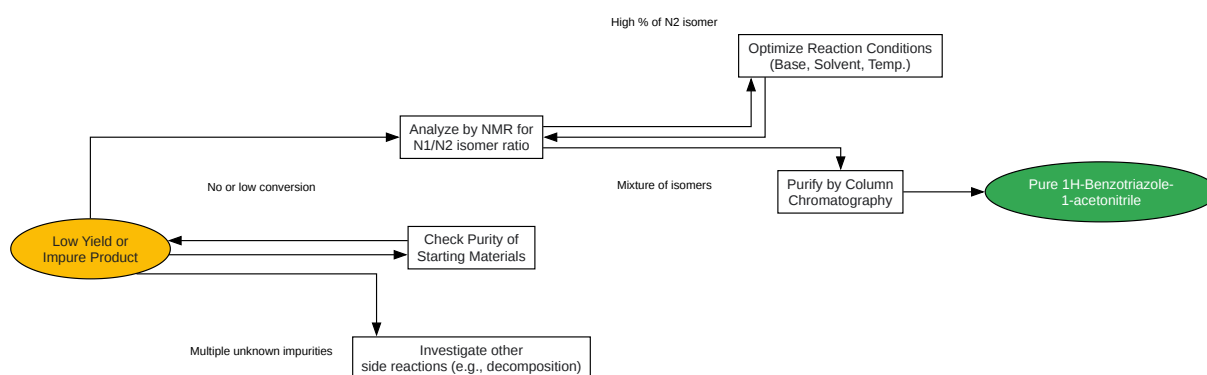 High % of N2 isomer
Optimize Reaction Conditions
(Base, Solvent, Temp.)
Analyze by NMR for
N1/N2 isomer ratio
No or low conversion
Mixture of isomers
Purify by Column
Chromatography
Pure 1H-Benzotriazole-
1-acetonitrile
Low Yield or
Impure Product
Check Purity of
Starting Materials
Multiple unknown impurities
Investigate other
side reactions (e.g., decomposition)